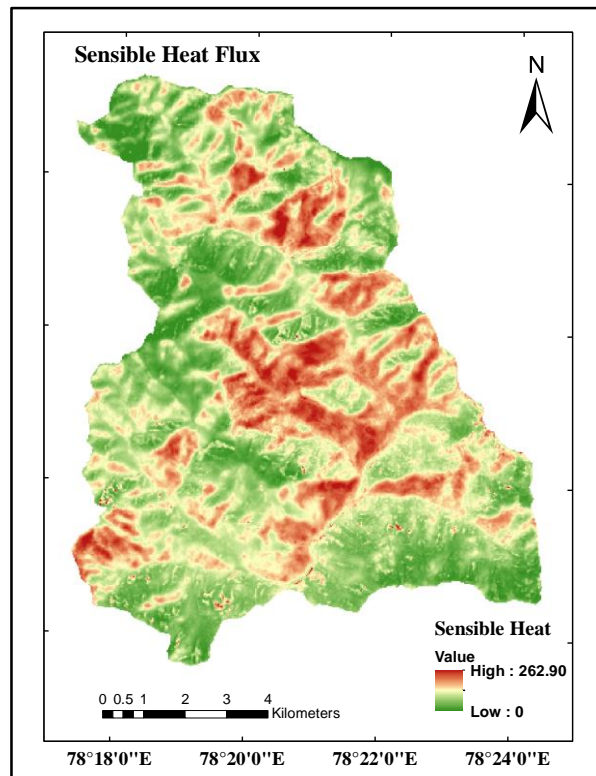 Sensible Heat Flux
N
Sensible Heat
Value
High : 262.90
Low : 0
0 0.5 1 2 3 4
Kilometers
78°18'0"E 78°20'0"E 78°22'0"E 78°24'0"E